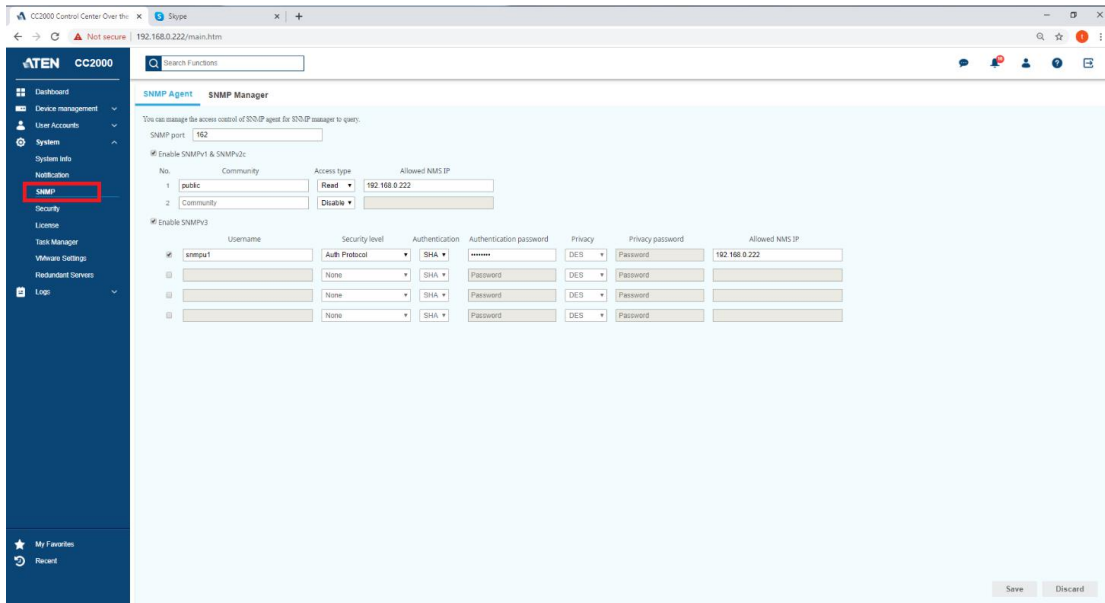 CC2000 Control Center Over the
Skype
Not secure 192.168.0.222/main.htm
ATEN CC2000
Search Functions
Dashboard
Device management
User Accounts
System
System Info
Notification
SNMP
Security
License
Task Manager
VMware Settings
Redundant Servers
Logs
My Favorites
Recent
SNMP Agent SNMP Manager
You can manage the access control of SNMP agent for SNMP manager to query.
SNMP port 162
Enable SNMPv1 & SNMPv2c
No. Community Access type Allowed NMS IP
1 public Read 192.168.0.222
2 Community Disable
Enable SNMPv3
Username Security level Authentication Authentication password Privacy Privacy password Allowed NMS IP
snmpu1 Auth Protocol SHA •••••••• DES Password 192.168.0.222
None SHA Password DES Password
None SHA Password DES Password
None SHA Password DES Password
Save Discard